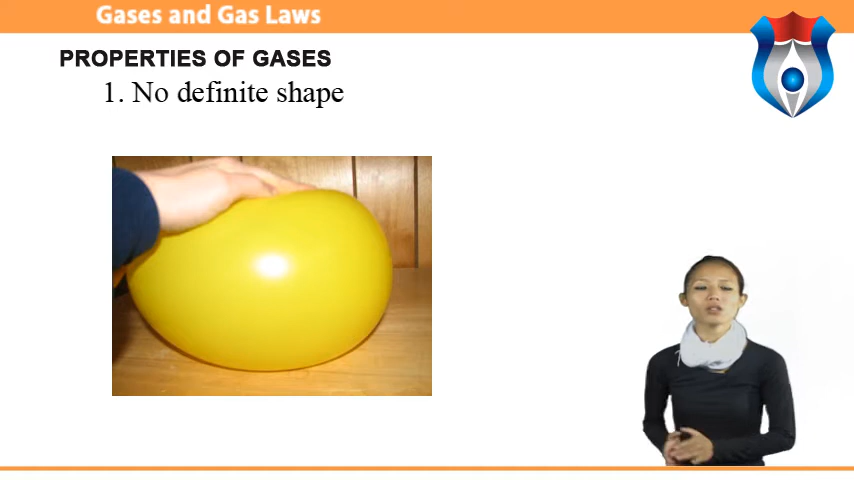 Gases and Gas Laws
PROPERTIES OF GASES
1. No definite shape